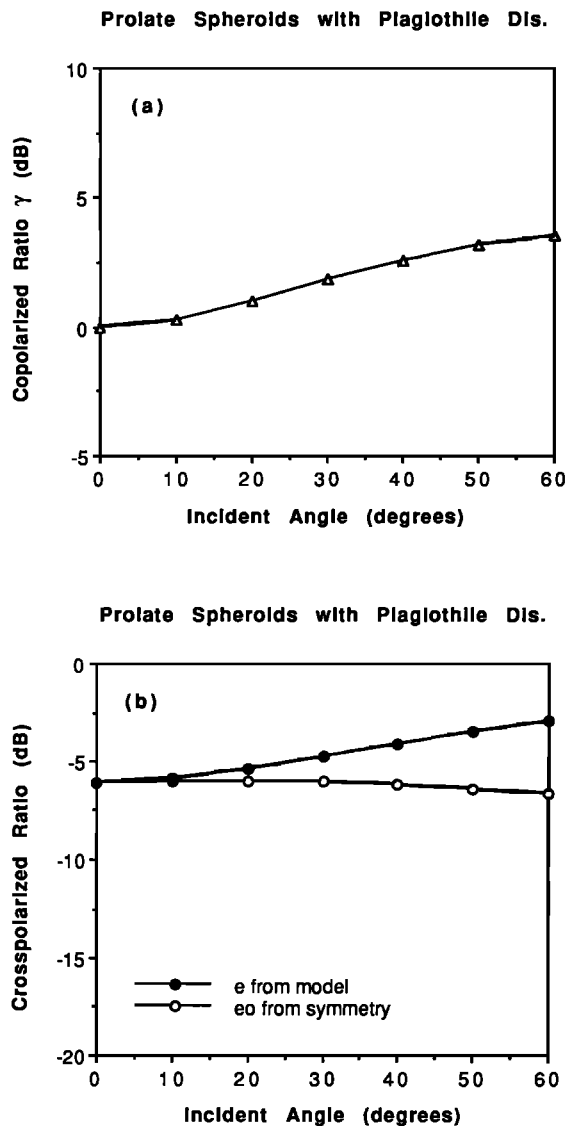 Prolate Spheroids with Plagiothile Dis.
(a)
Copolarized Ratio γ (dB)
10
5
0
-5
0 10 20 30 40 50 60
Incident Angle (degrees)
Prolate Spheroids with Plagiothile Dis.
(b)
Crosspolarized Ratio (dB)
0
-5
-10
-15
-20
e from model
eo from symmetry
0 10 20 30 40 50 60
Incident Angle (degrees)